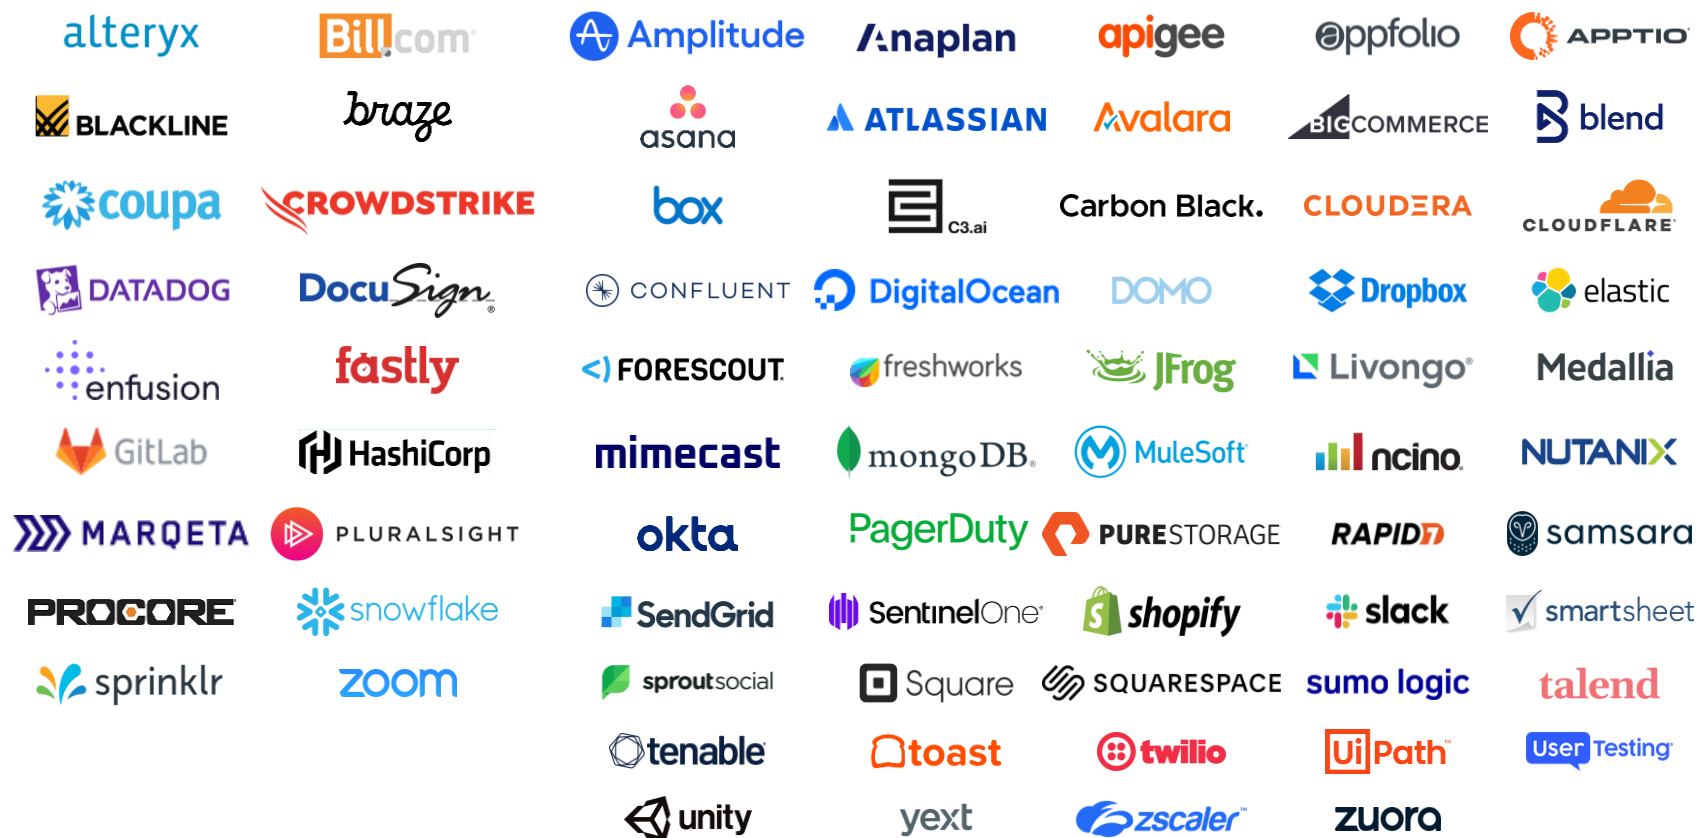 alteryx Bill.com Amplitude Anaplan apigee appfolio APPTIO
BLACKLINE braze asana ATLASSIAN Avalara BIGCOMMERCE blend
coupa CROWDSTRIKE box C3.ai Carbon Black. CLOUDERA CLOUDFLARE
DATADOG DocuSign® CONFLUENT DigitalOcean DOMO Dropbox elastic
enfusion fastly FORESCOUT. freshworks JFrog Livongo® Medallia
GitLab HashiCorp mimecast mongoDB® MuleSoft ncino. NUTANIX
MARQETA PLURALSIGHT okta PagerDuty PURESTORAGE RAPID7 samsara
PROCORE snowflake SendGrid SentinelOne shopify slack smartsheet
sprinklr zoom sproutsocial Square SQUARESPACE sumo logic talend
tenable toast twilio UiPath™ UserTesting
unity yext zscaler™ zuora